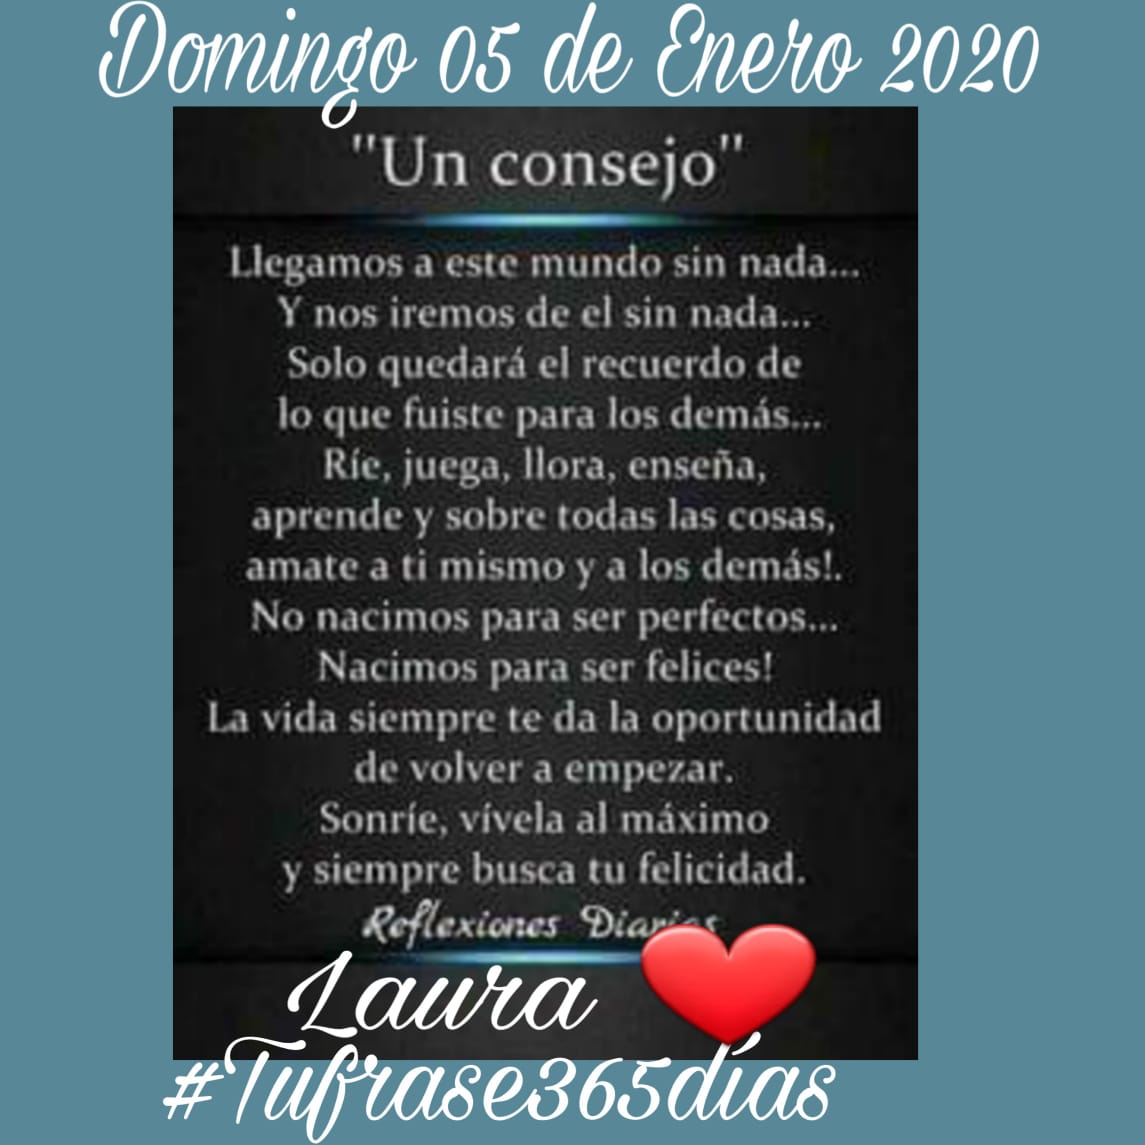 Domingo 05 de Enero 2020
"Un consejo"
Llegamos a este mundo sin nada...
Y nos iremos de el sin nada...
Solo quedará el recuerdo de
lo que fuiste para los demás...
Ríe, juega, llora, enseña,
aprende y sobre todas las cosas,
amate a ti mismo y a los demás!.
No nacimos para ser perfectos...
Nacimos para ser felices!
La vida siempre te da la oportunidad
de volver a empezar.
Sonríe, vívela al máximo
y siempre busca tu felicidad.
Reflexiones Diarias
Laura
#Tufrase365días